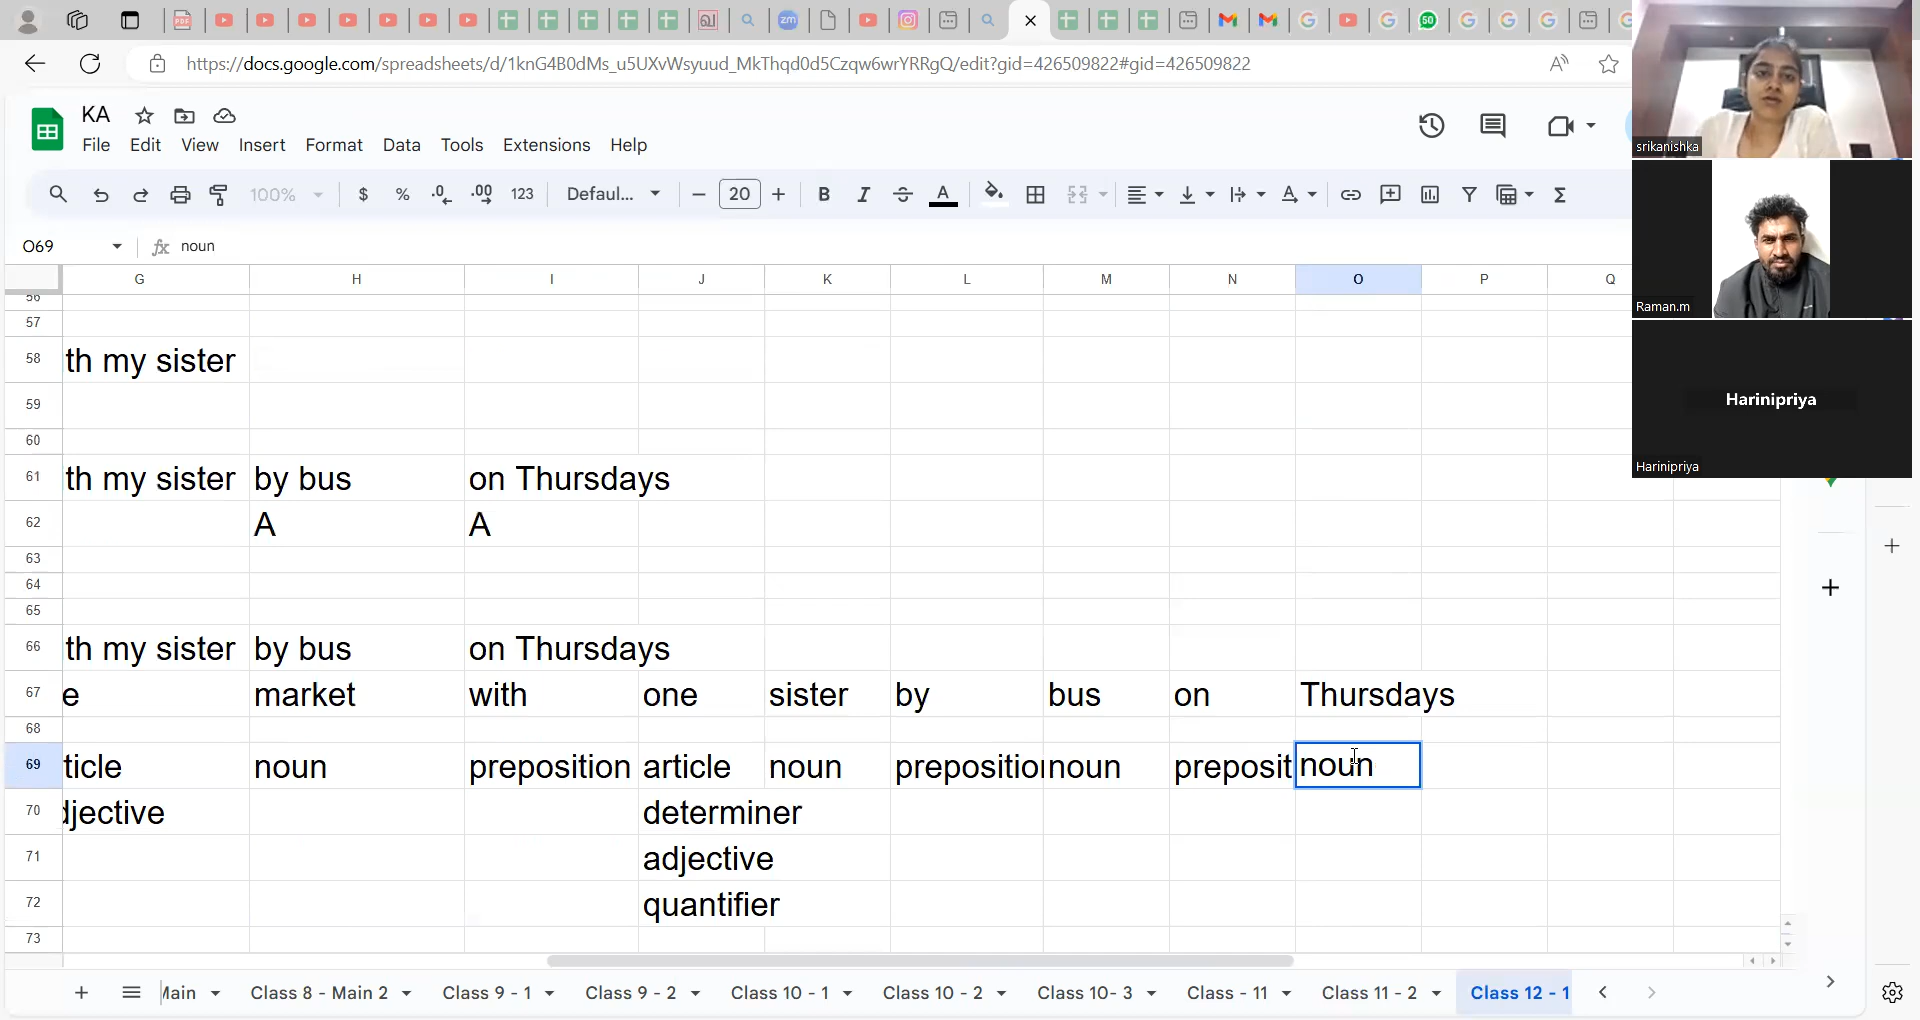 https://docs.google.com/spreadsheets/d/1knG4B0dMs_u5UXvWsyuud_MkThqd0d5Czqw6wrYRRgQ/edit?gid=426509822#gid=426509822
KA
File Edit View Insert Format Data Tools Extensions Help
100% $ % .0 .00 123 Defaul... 20 B I A
O69 fx noun
G H I J K L M N O P Q
56
57
58 th my sister
59
60
61 th my sister by bus on Thursdays
62 A A
63
64
65
66 th my sister by bus on Thursdays
67 e market with one sister by bus on Thursdays
68
69 ticle noun preposition article noun preposition noun preposit noun
70 djective determiner
71 adjective
72 quantifier
73
Main Class 8 - Main 2 Class 9 - 1 Class 9 - 2 Class 10 - 1 Class 10 - 2 Class 10- 3 Class - 11 Class 11 - 2 Class 12 - 1
srikanishka
Raman.m
Harinipriya
Harinipriya